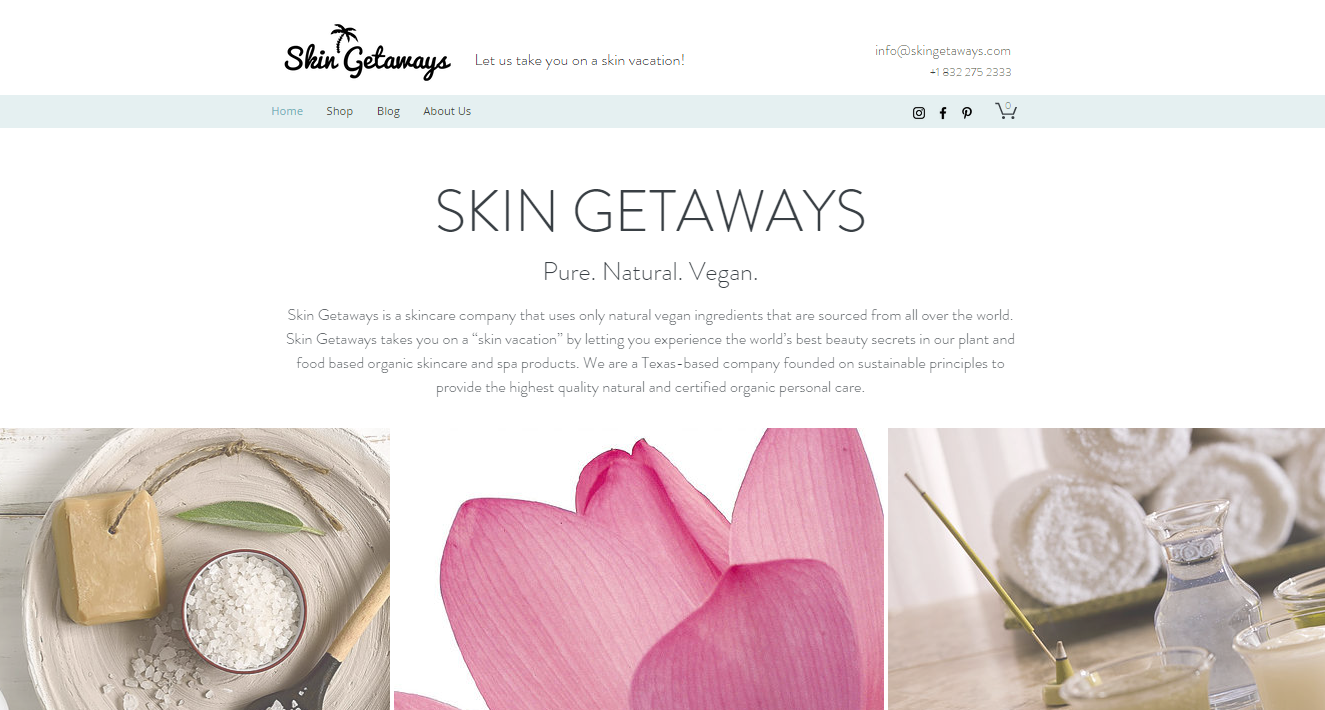 Skin Getaways
Let us take you on a skin vacation!
info@skingetaways.com
+1 832 275 2333
Home
Shop
Blog
About Us
0
SKIN GETAWAYS
Pure. Natural. Vegan.
Skin Getaways is a skincare company that uses only natural vegan ingredients that are sourced from all over the world.
Skin Getaways takes you on a “skin vacation” by letting you experience the world’s best beauty secrets in our plant and
food based organic skincare and spa products. We are a Texas-based company founded on sustainable principles to
provide the highest quality natural and certified organic personal care.